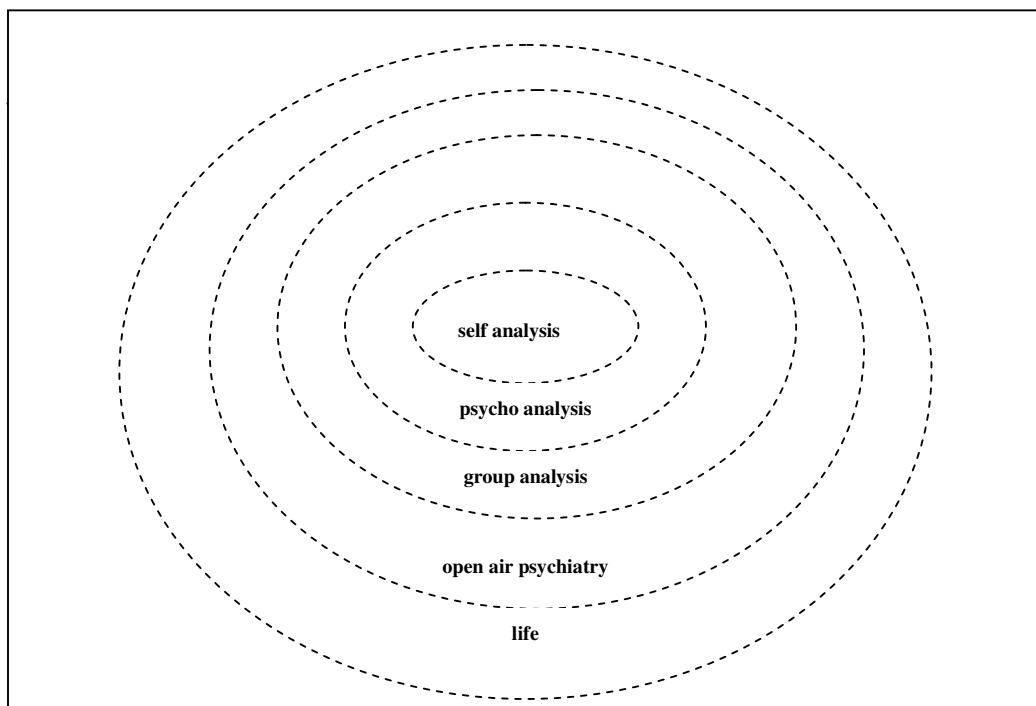 self analysis
psycho analysis
group analysis
open air psychiatry
life